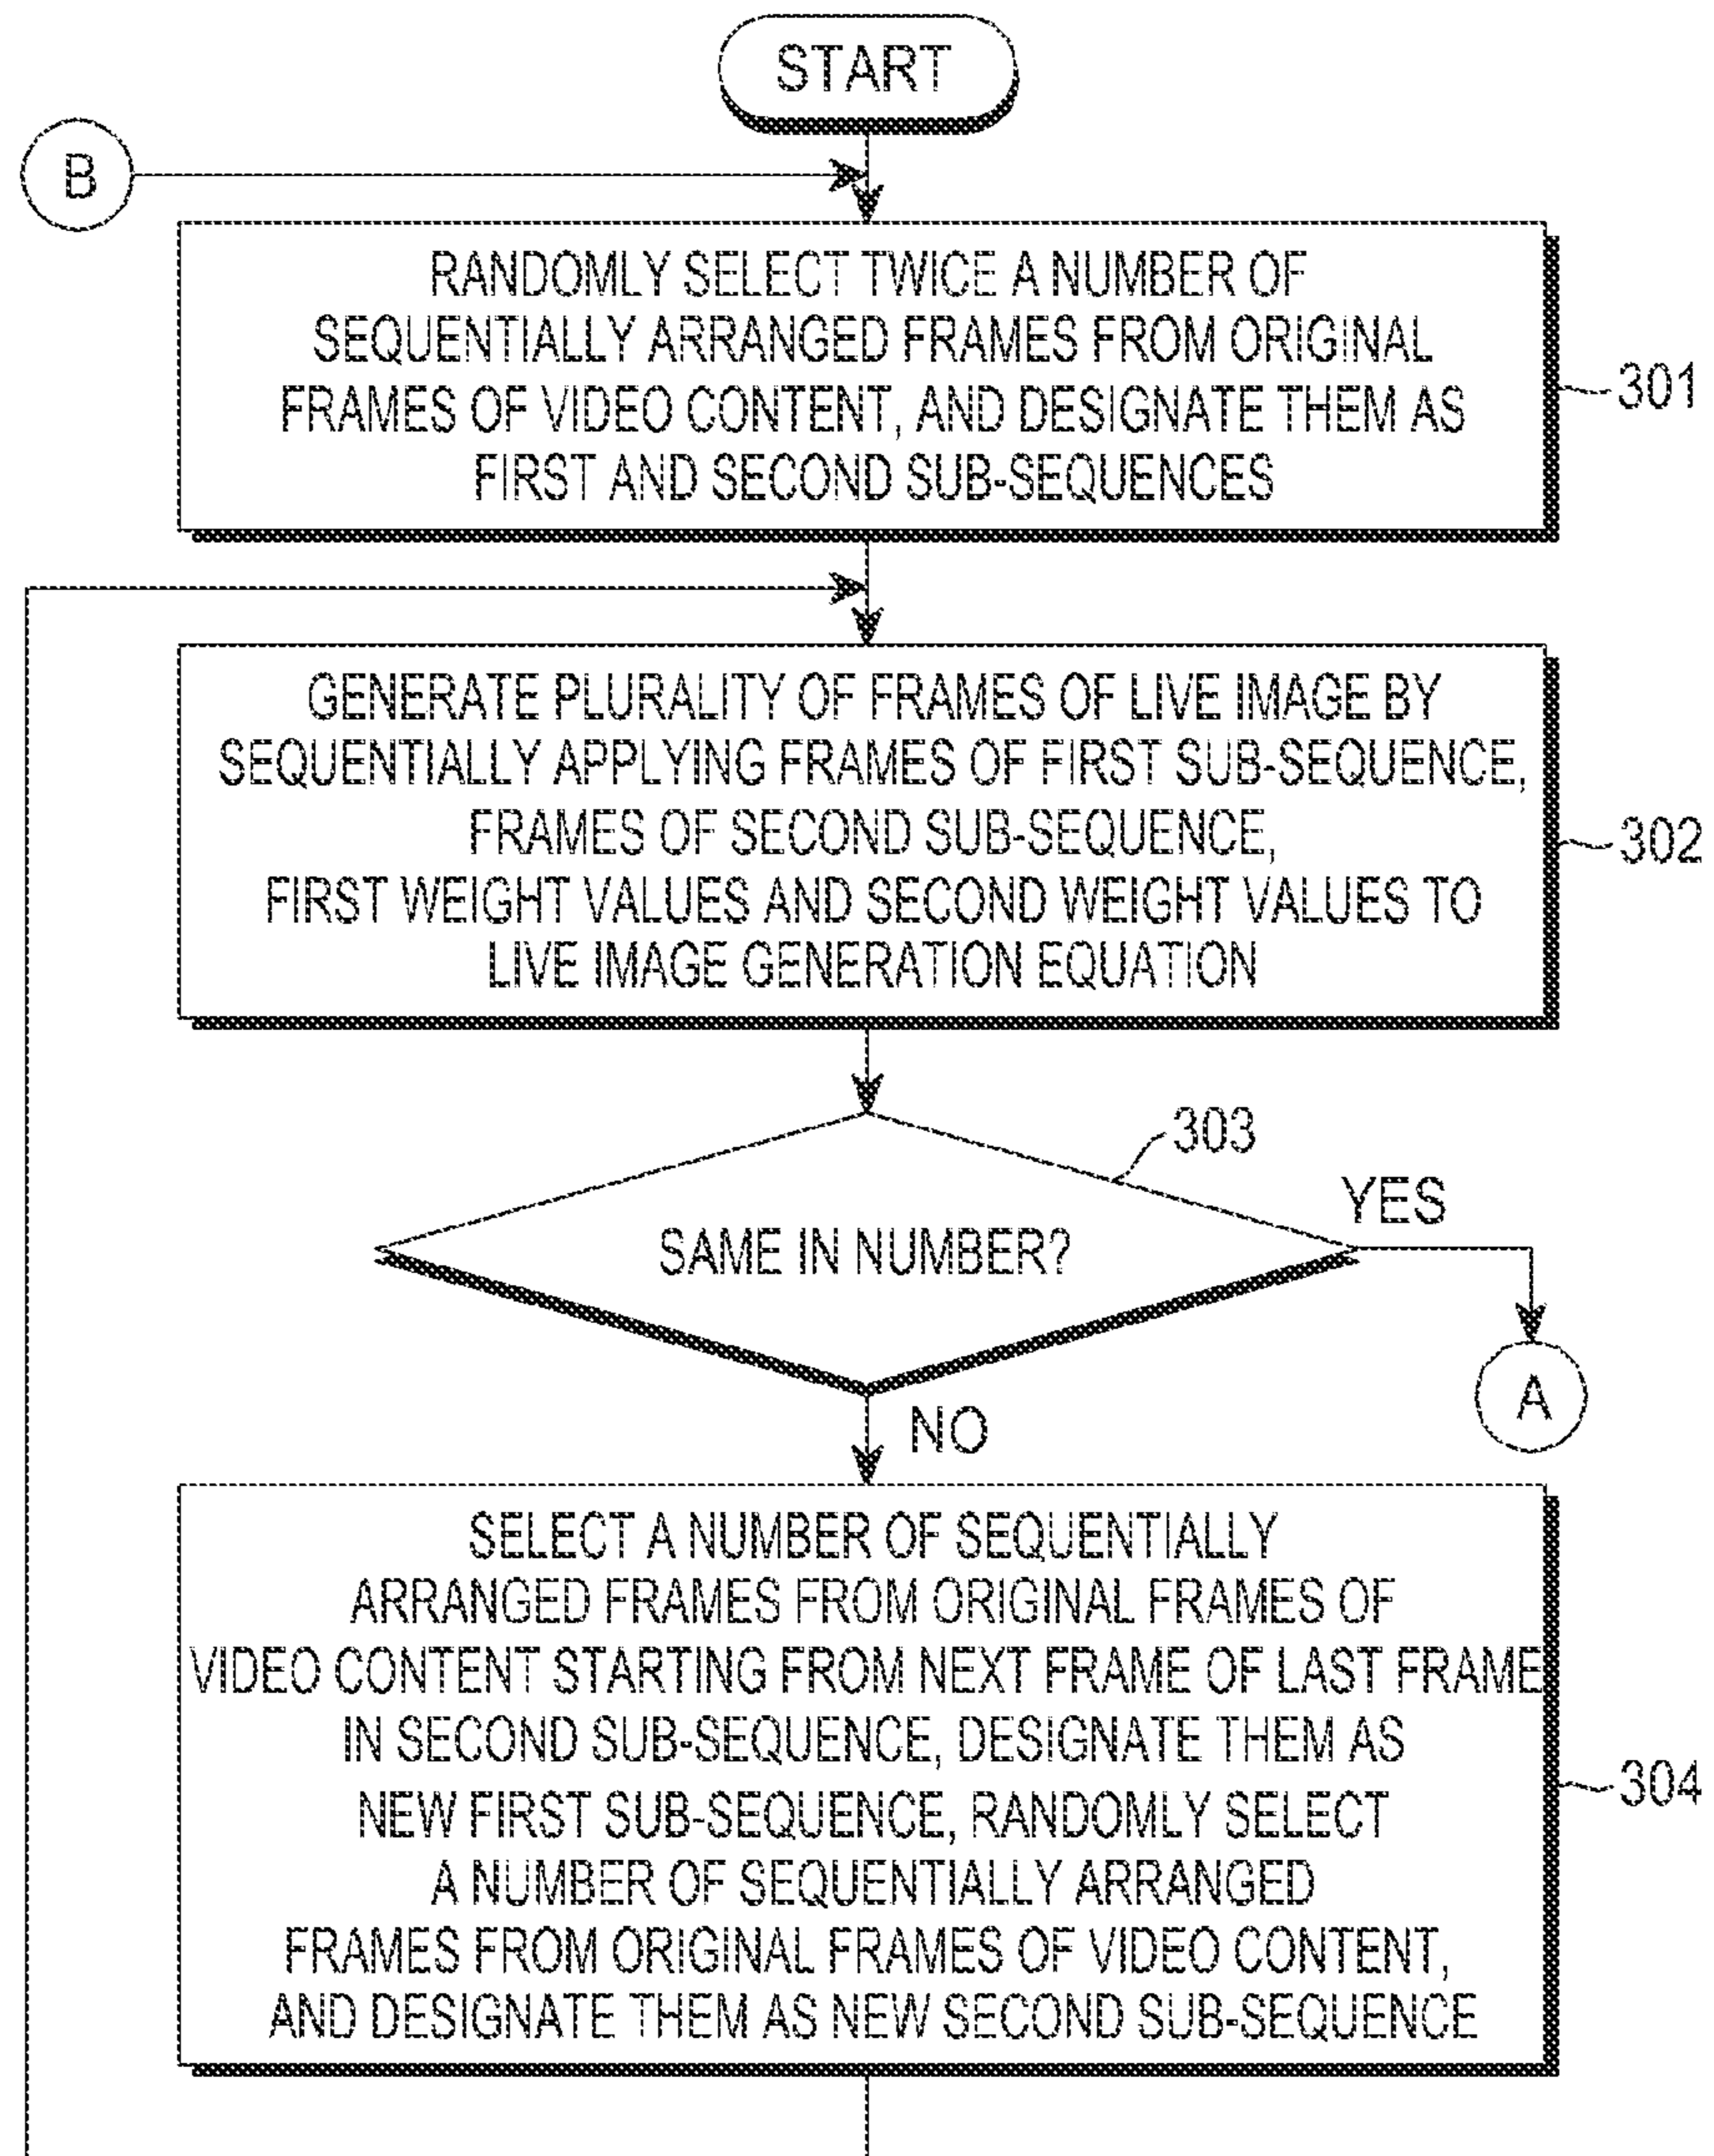 START
B
RANDOMLY SELECT TWICE A NUMBER OF
SEQUENTIALLY ARRANGED FRAMES FROM ORIGINAL
FRAMES OF VIDEO CONTENT, AND DESIGNATE THEM AS
FIRST AND SECOND SUB-SEQUENCES
301
GENERATE PLURALITY OF FRAMES OF LIVE IMAGE BY
SEQUENTIALLY APPLYING FRAMES OF FIRST SUB-SEQUENCE,
FRAMES OF SECOND SUB-SEQUENCE,
FIRST WEIGHT VALUES AND SECOND WEIGHT VALUES TO
LIVE IMAGE GENERATION EQUATION
302
303
SAME IN NUMBER?
YES
A
NO
SELECT A NUMBER OF SEQUENTIALLY
ARRANGED FRAMES FROM ORIGINAL FRAMES OF
VIDEO CONTENT STARTING FROM NEXT FRAME OF LAST FRAME
IN SECOND SUB-SEQUENCE, DESIGNATE THEM AS
NEW FIRST SUB-SEQUENCE, RANDOMLY SELECT
A NUMBER OF SEQUENTIALLY ARRANGED
FRAMES FROM ORIGINAL FRAMES OF VIDEO CONTENT,
AND DESIGNATE THEM AS NEW SECOND SUB-SEQUENCE
304